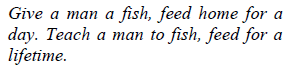 Give a man a fish, feed home for a
day. Teach a man to fish, feed for a
lifetime.